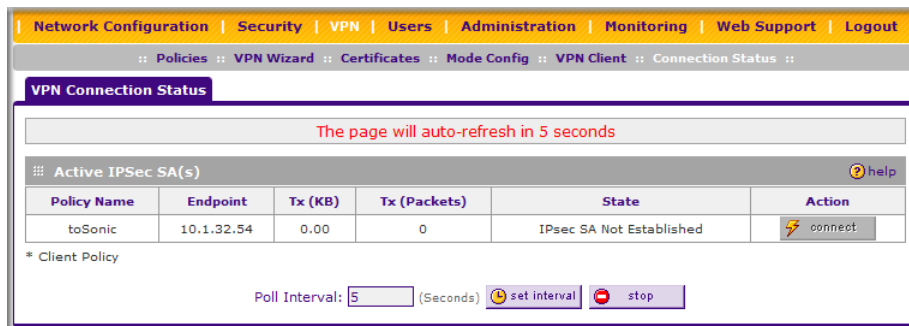 Network Configuration | Security | VPN | Users | Administration | Monitoring | Web Support | Logout
:: Policies :: VPN Wizard :: Certificates :: Mode Config :: VPN Client :: Connection Status ::
VPN Connection Status
The page will auto-refresh in 5 seconds
Active IPSec SA(s) help
Policy Name Endpoint Tx (KB) Tx (Packets) State Action
toSonic 10.1.32.54 0.00 0 IPsec SA Not Established connect
* Client Policy
Poll Interval: 5 (Seconds) set interval stop